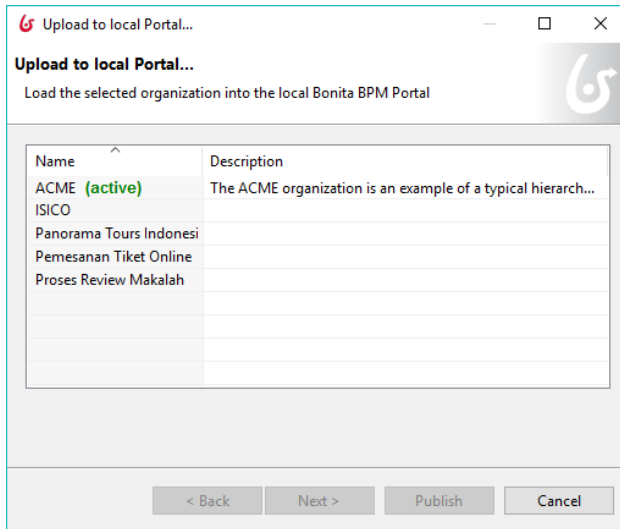 Upload to local Portal...
Upload to local Portal...
Load the selected organization into the local Bonita BPM Portal
Name Description
ACME (active) The ACME organization is an example of a typical hierarch...
ISICO
Panorama Tours Indonesi
Pemesanan Tiket Online
Proses Review Makalah
< Back Next > Publish Cancel